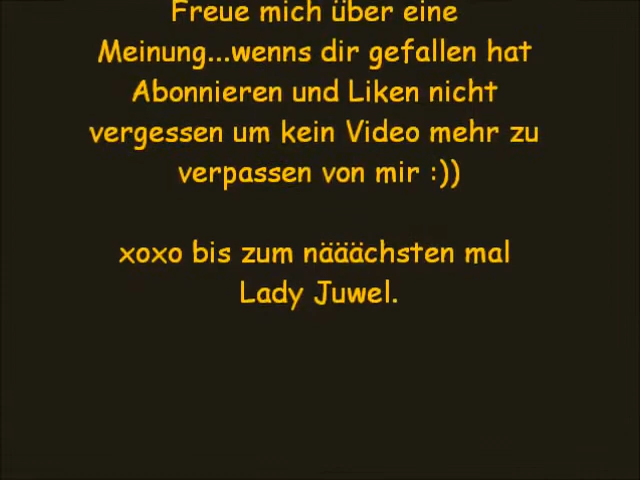 Freue mich über eine
Meinung...wenns dir gefallen hat
Abonnieren und Liken nicht
vergessen um kein Video mehr zu
verpassen von mir :))
xoxo bis zum nääächsten mal
Lady Juwel.